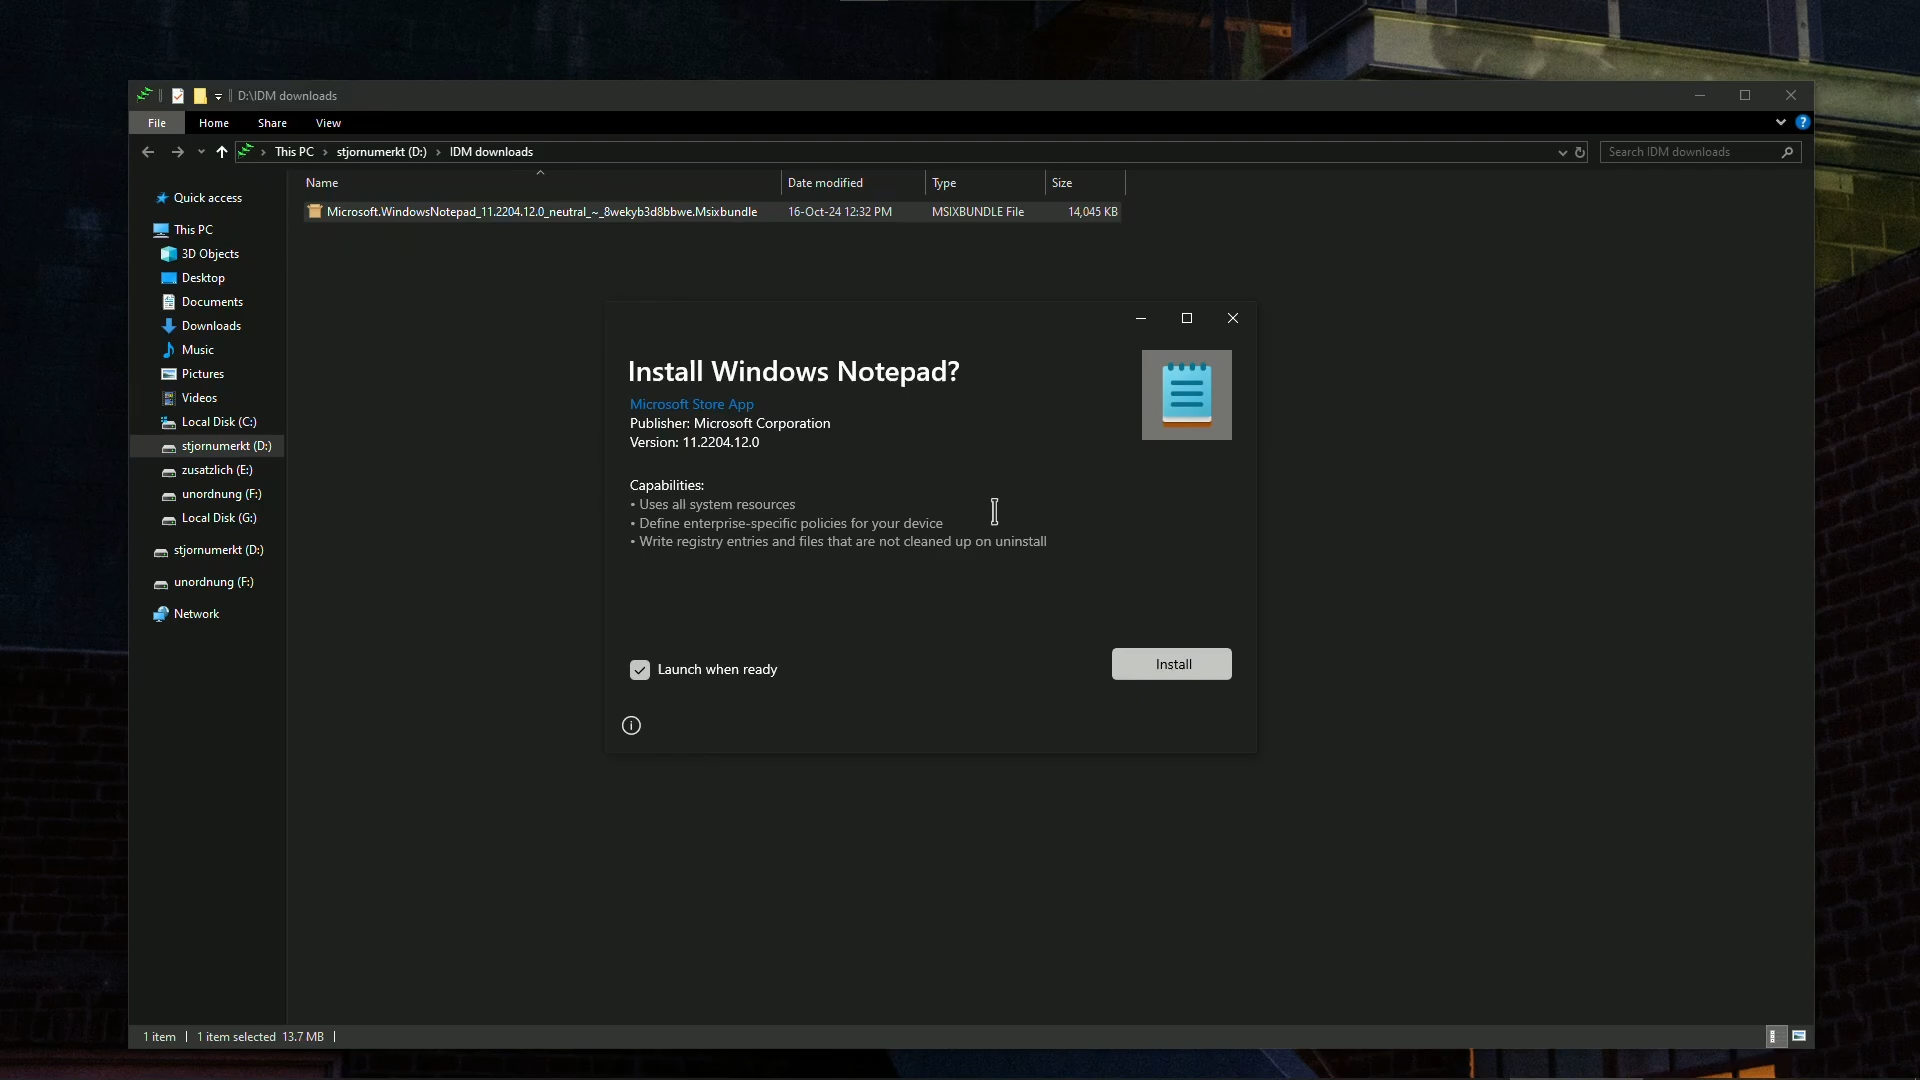 D:\IDM downloads
File Home Share View
This PC › stjornumerkt (D:) › IDM downloads
Search IDM downloads
Name Date modified Type Size
Microsoft.WindowsNotepad_11.2204.12.0_neutral_~_8wekyb3d8bbwe.Msixbundle 16-Oct-24 12:32 PM MSIXBUNDLE File 14,045 KB
Quick access
This PC
3D Objects
Desktop
Documents
Downloads
Music
Pictures
Videos
Local Disk (C:)
stjornumerkt (D:)
zusatzlich (E:)
unordnung (F:)
Local Disk (G:)
stjornumerkt (D:)
unordnung (F:)
Network
Install Windows Notepad?
Microsoft Store App
Publisher: Microsoft Corporation
Version: 11.2204.12.0
Capabilities:
• Uses all system resources
• Define enterprise-specific policies for your device
• Write registry entries and files that are not cleaned up on uninstall
Launch when ready
Install
1 item | 1 item selected 13.7 MB |